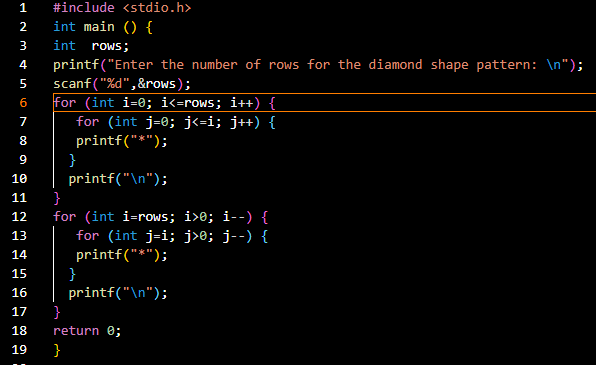 1 #include <stdio.h>
2 int main () {
3 int  rows;
4 printf("Enter the number of rows for the diamond shape pattern: \n");
5 scanf("%d",&rows);
6 for (int i=0; i<=rows; i++) {
7    for (int j=0; j<=i; j++) {
8    printf("*");
9   }
10   printf("\n");
11 }
12 for (int i=rows; i>0; i--) {
13    for (int j=i; j>0; j--) {
14    printf("*");
15   }
16   printf("\n");
17 }
18 return 0;
19 }